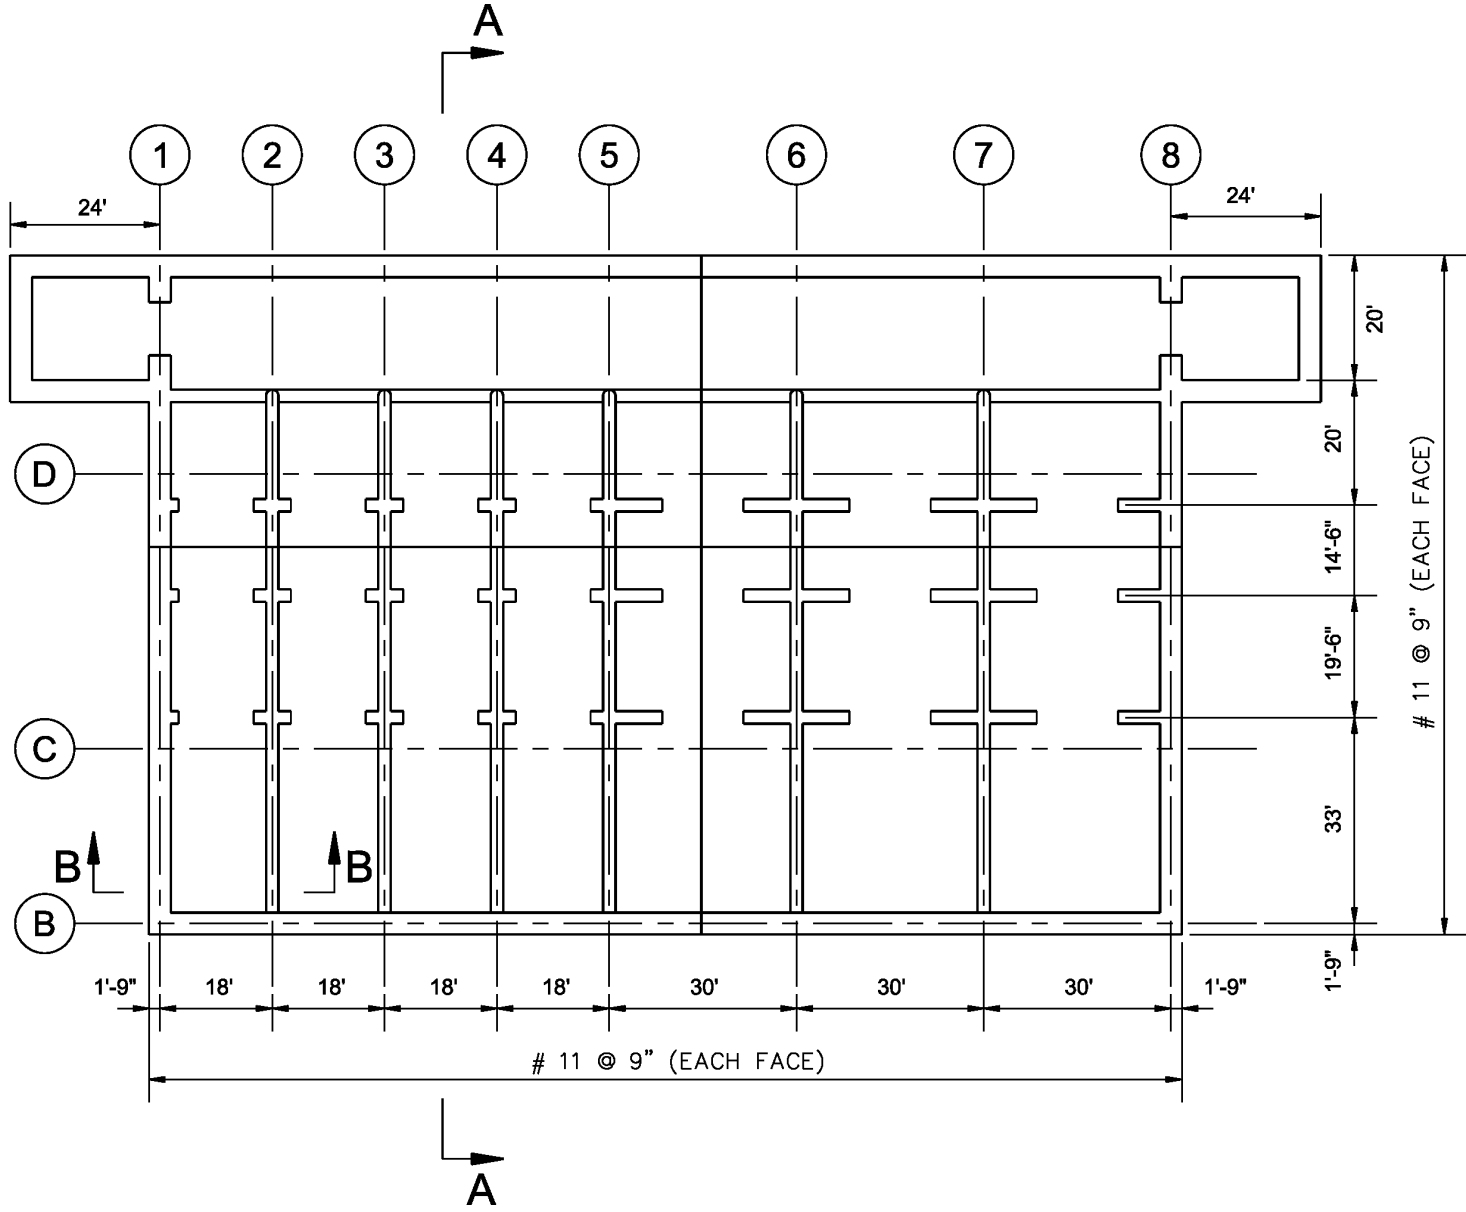 A
1 2 3 4 5 6 7 8
24' 24'
20'
D
20'
14'-6"
# 11 @ 9" (EACH FACE)
19'-6"
C
33'
B B
B
1'-9" 18' 18' 18' 18' 30' 30' 30' 1'-9"
1'-9"
# 11 @ 9" (EACH FACE)
A